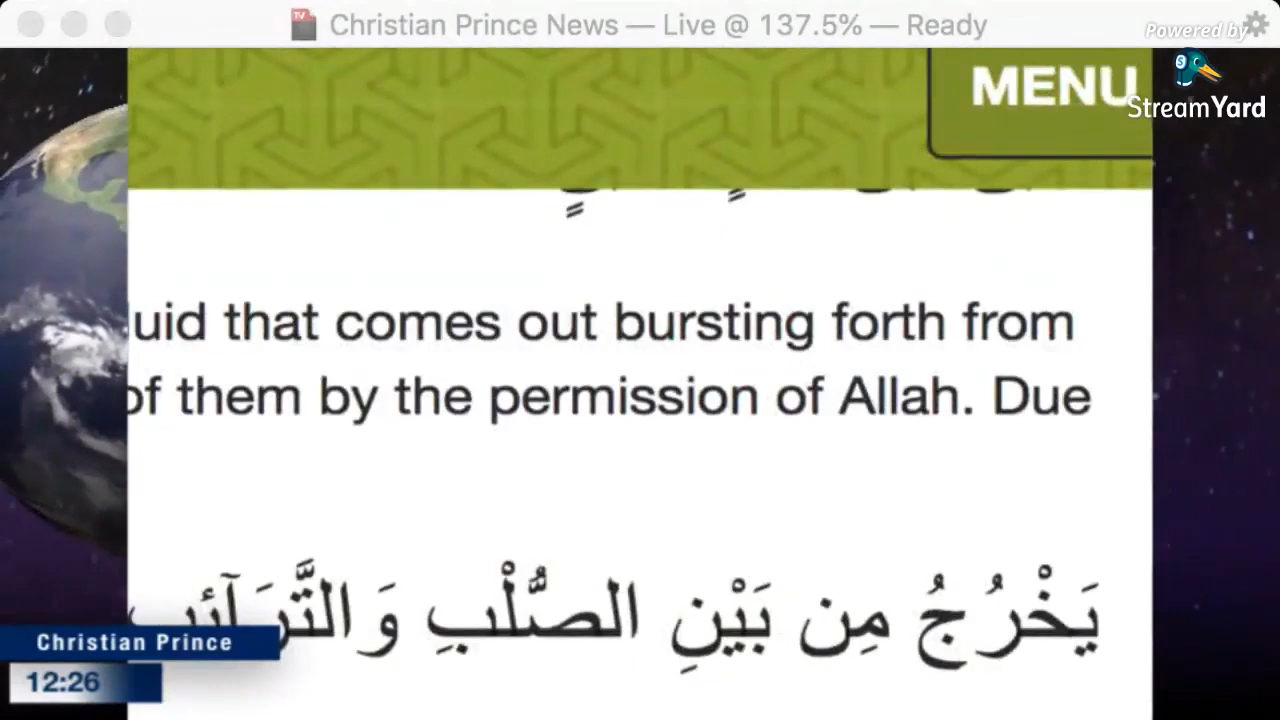 Christian Prince News — Live @ 137.5% — Ready
Powered by
MENU
StreamYard
uid that comes out bursting forth from
of them by the permission of Allah. Due
يَخْرُجُ مِن بَيْنِ الصُّلْبِ وَالتَّرَآئِبِ
Christian Prince
12:26